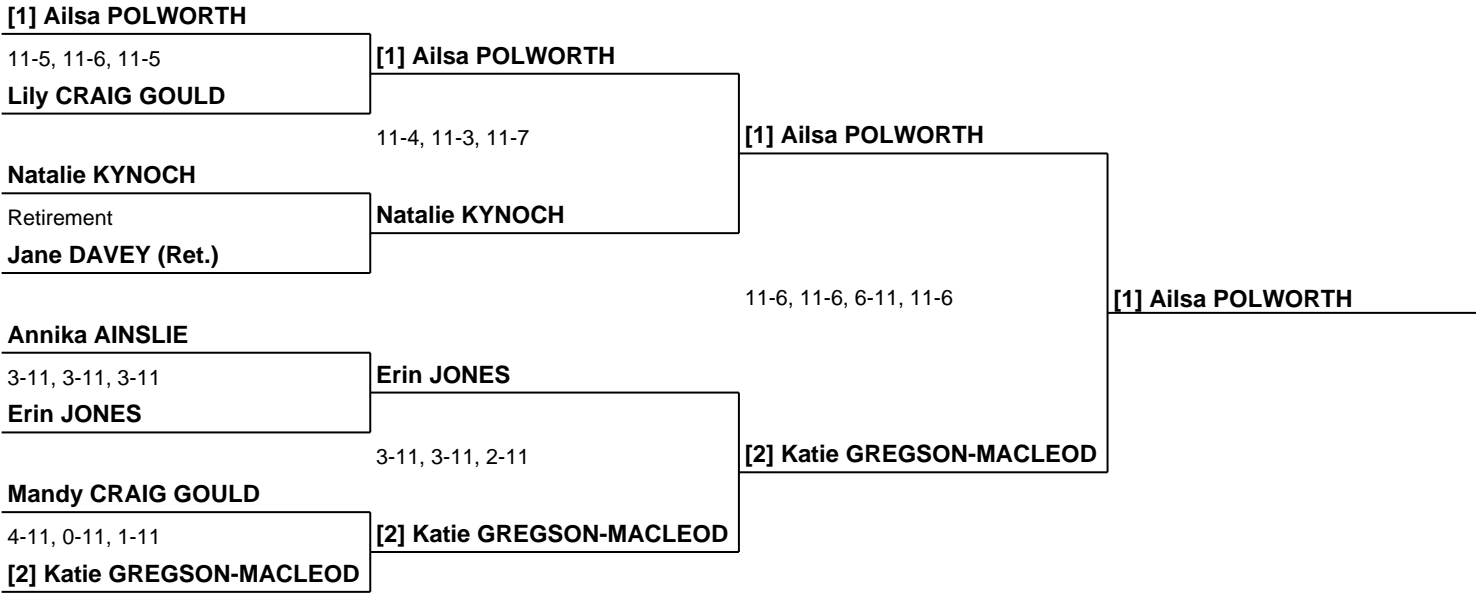 [1] Ailsa POLWORTH
11-5, 11-6, 11-5
Lily CRAIG GOULD
Natalie KYNOCH
Retirement
Jane DAVEY (Ret.)
Annika AINSLIE
3-11, 3-11, 3-11
Erin JONES
Mandy CRAIG GOULD
4-11, 0-11, 1-11
[2] Katie GREGSON-MACLEOD
[1] Ailsa POLWORTH
11-4, 11-3, 11-7
Natalie KYNOCH
Erin JONES
3-11, 3-11, 2-11
[2] Katie GREGSON-MACLEOD
[1] Ailsa POLWORTH
11-6, 11-6, 6-11, 11-6
[2] Katie GREGSON-MACLEOD
[1] Ailsa POLWORTH